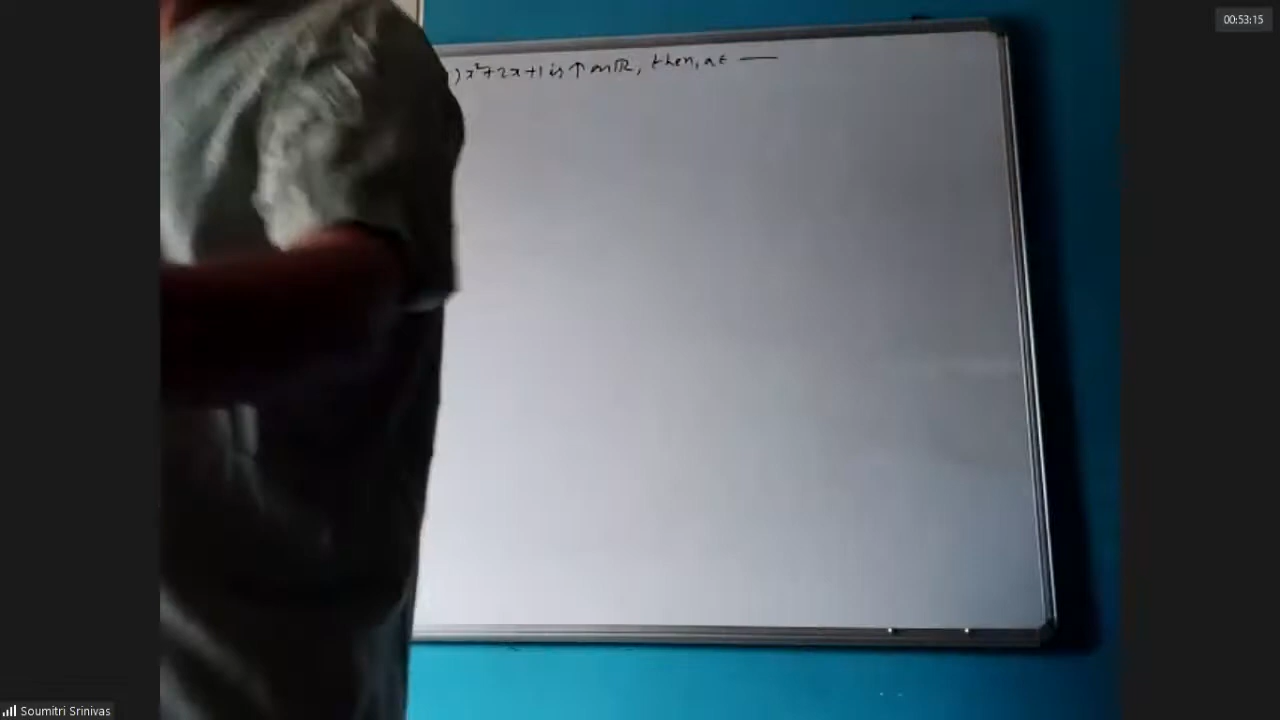 00:53:15
) x²+2x+1 is ↑ on ℝ, then, a ∈ —
Soumitri Srinivas